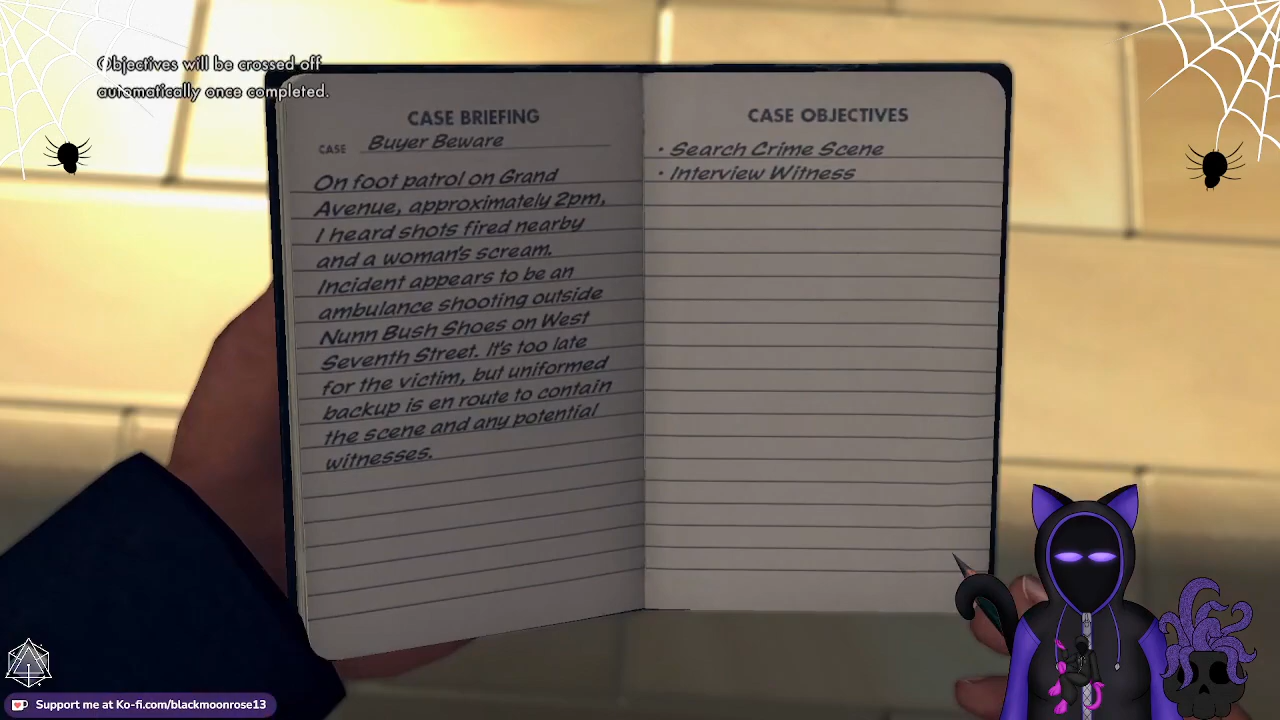 Objectives will be crossed off
automatically once completed.
CASE BRIEFING
CASE Buyer Beware
On foot patrol on Grand
Avenue, approximately 2pm,
I heard shots fired nearby
and a woman's scream.
Incident appears to be an
ambulance shooting outside
Nunn Bush Shoes on West
Seventh Street. It's too late
for the victim, but uniformed
backup is en route to contain
the scene and any potential
witnesses.
CASE OBJECTIVES
• Search Crime Scene
• Interview Witness
Support me at Ko-fi.com/blackmoonrose13